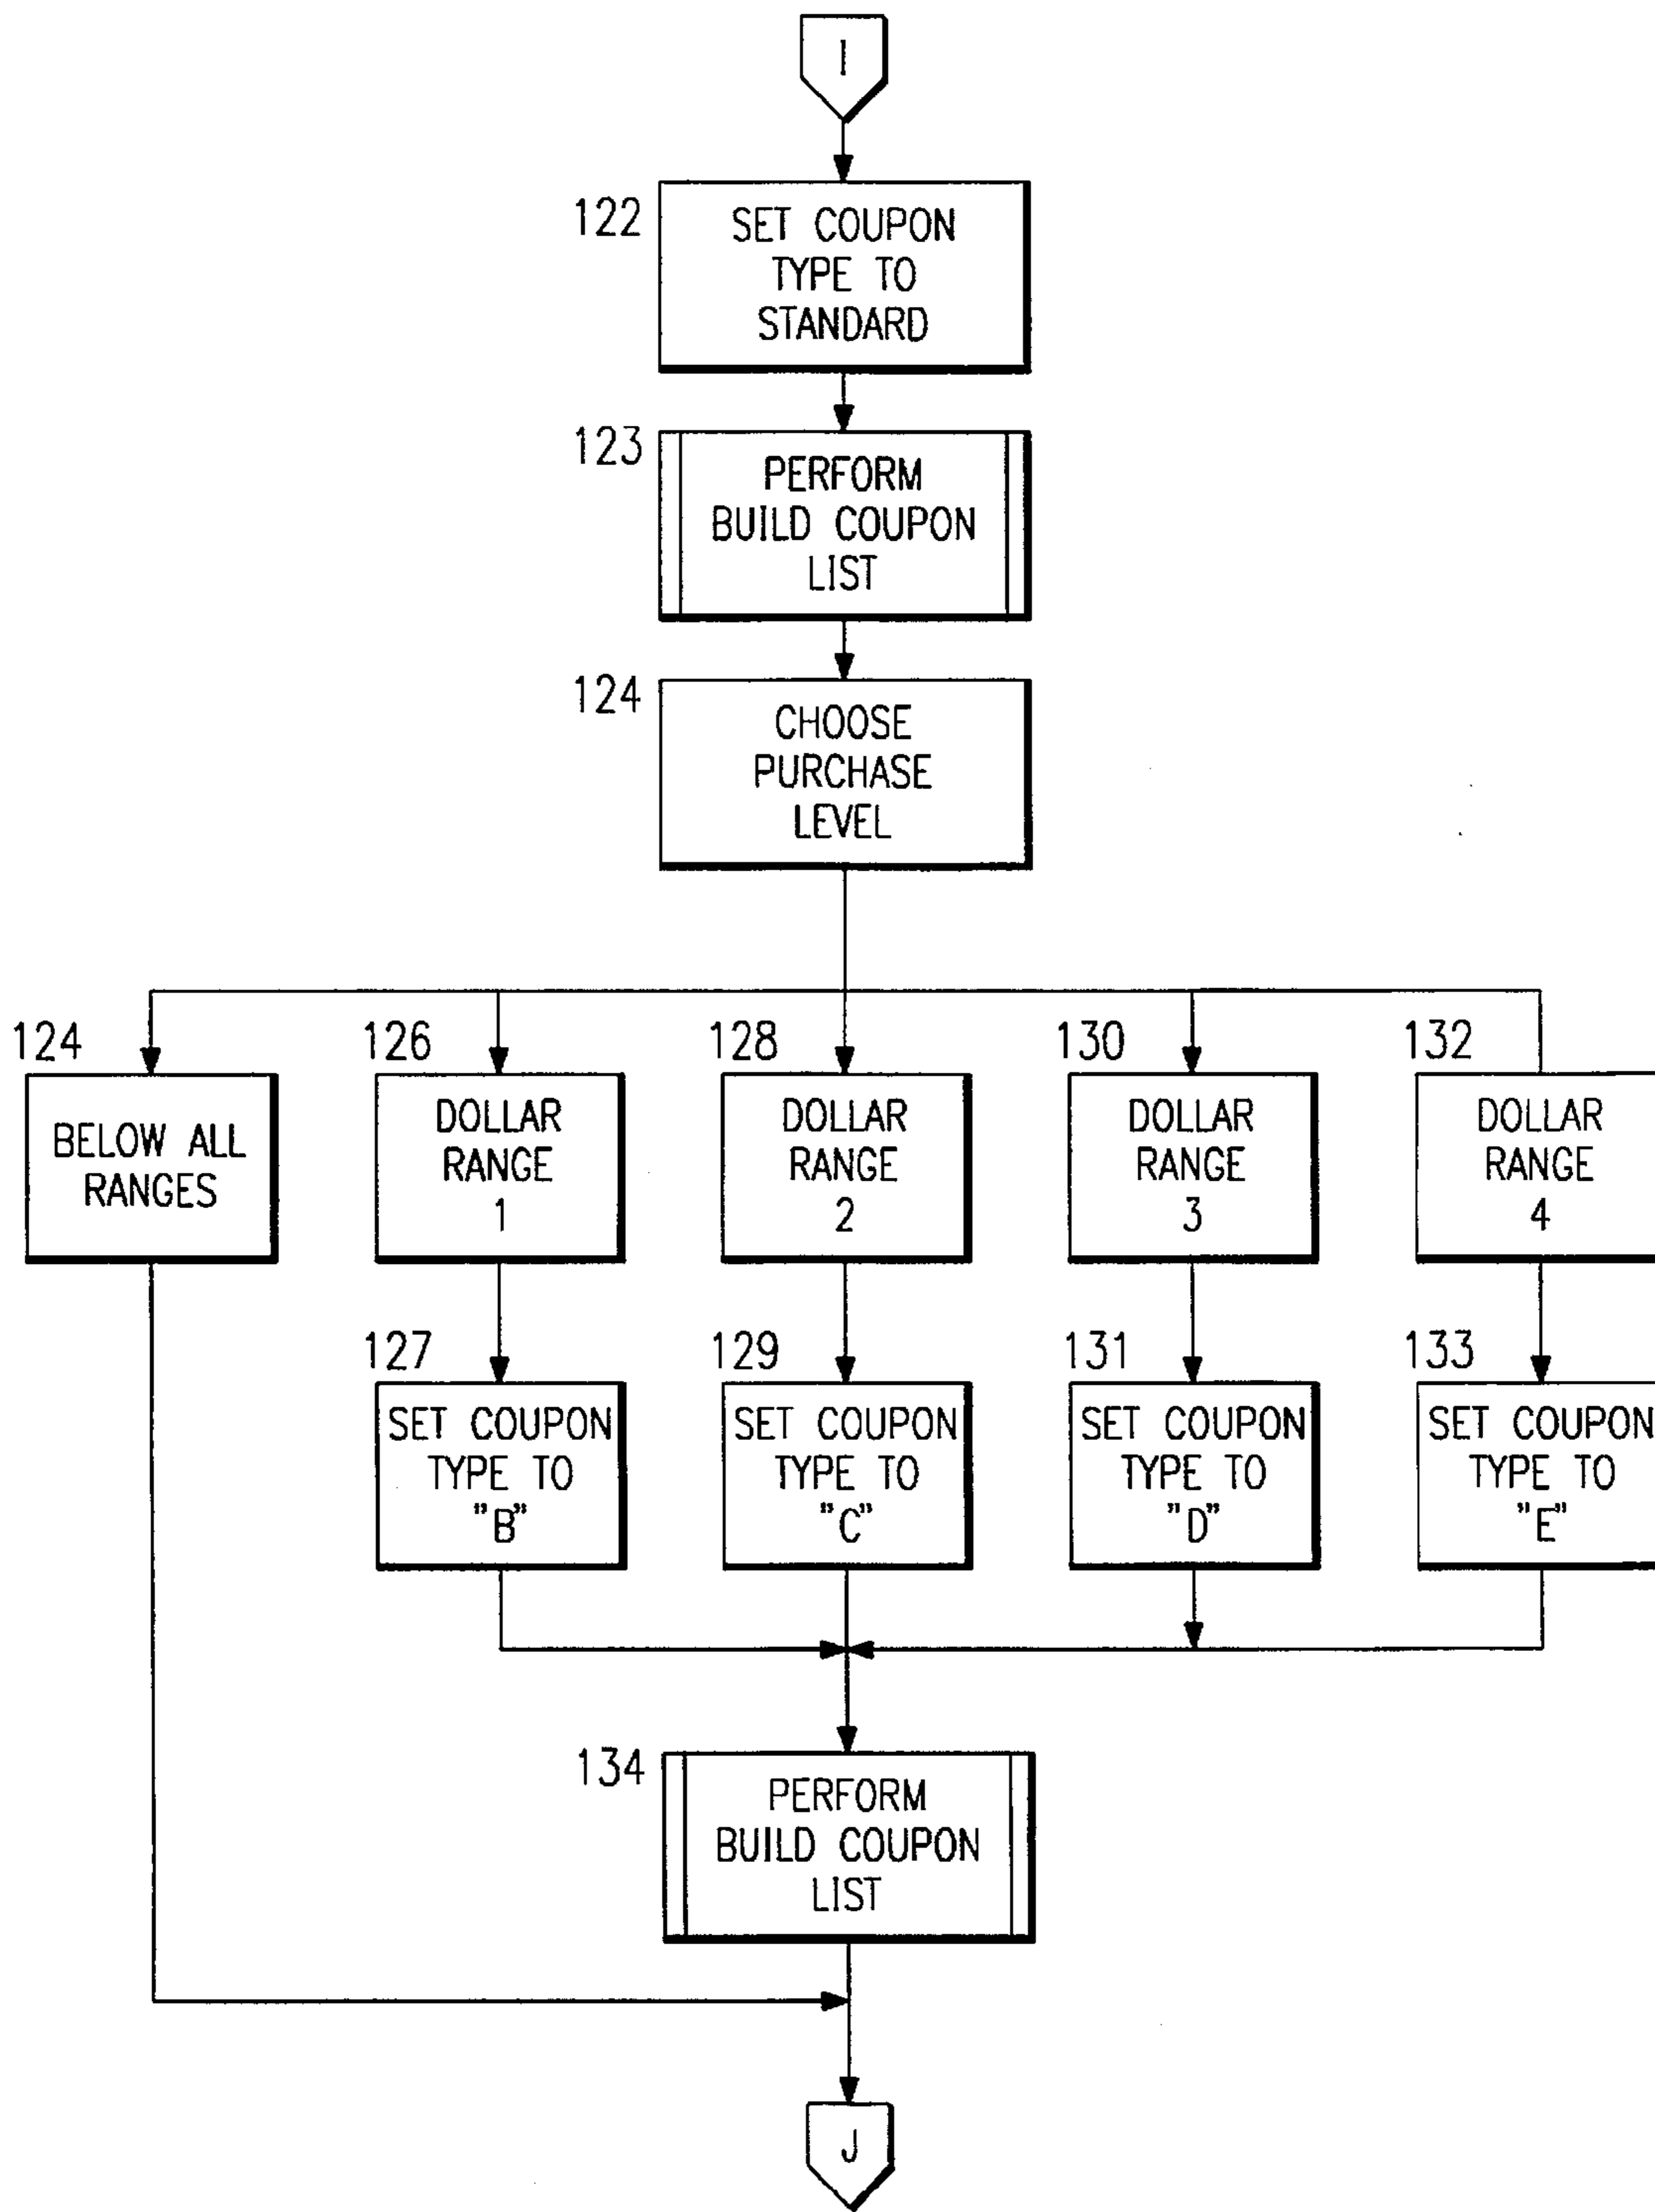 I
122
SET COUPON
TYPE TO
STANDARD
123
PERFORM
BUILD COUPON
LIST
124
CHOOSE
PURCHASE
LEVEL
124
BELOW ALL
RANGES
126
DOLLAR
RANGE
1
128
DOLLAR
RANGE
2
130
DOLLAR
RANGE
3
132
DOLLAR
RANGE
4
127
SET COUPON
TYPE TO
"B"
129
SET COUPON
TYPE TO
"C"
131
SET COUPON
TYPE TO
"D"
133
SET COUPON
TYPE TO
"E"
134
PERFORM
BUILD COUPON
LIST
J